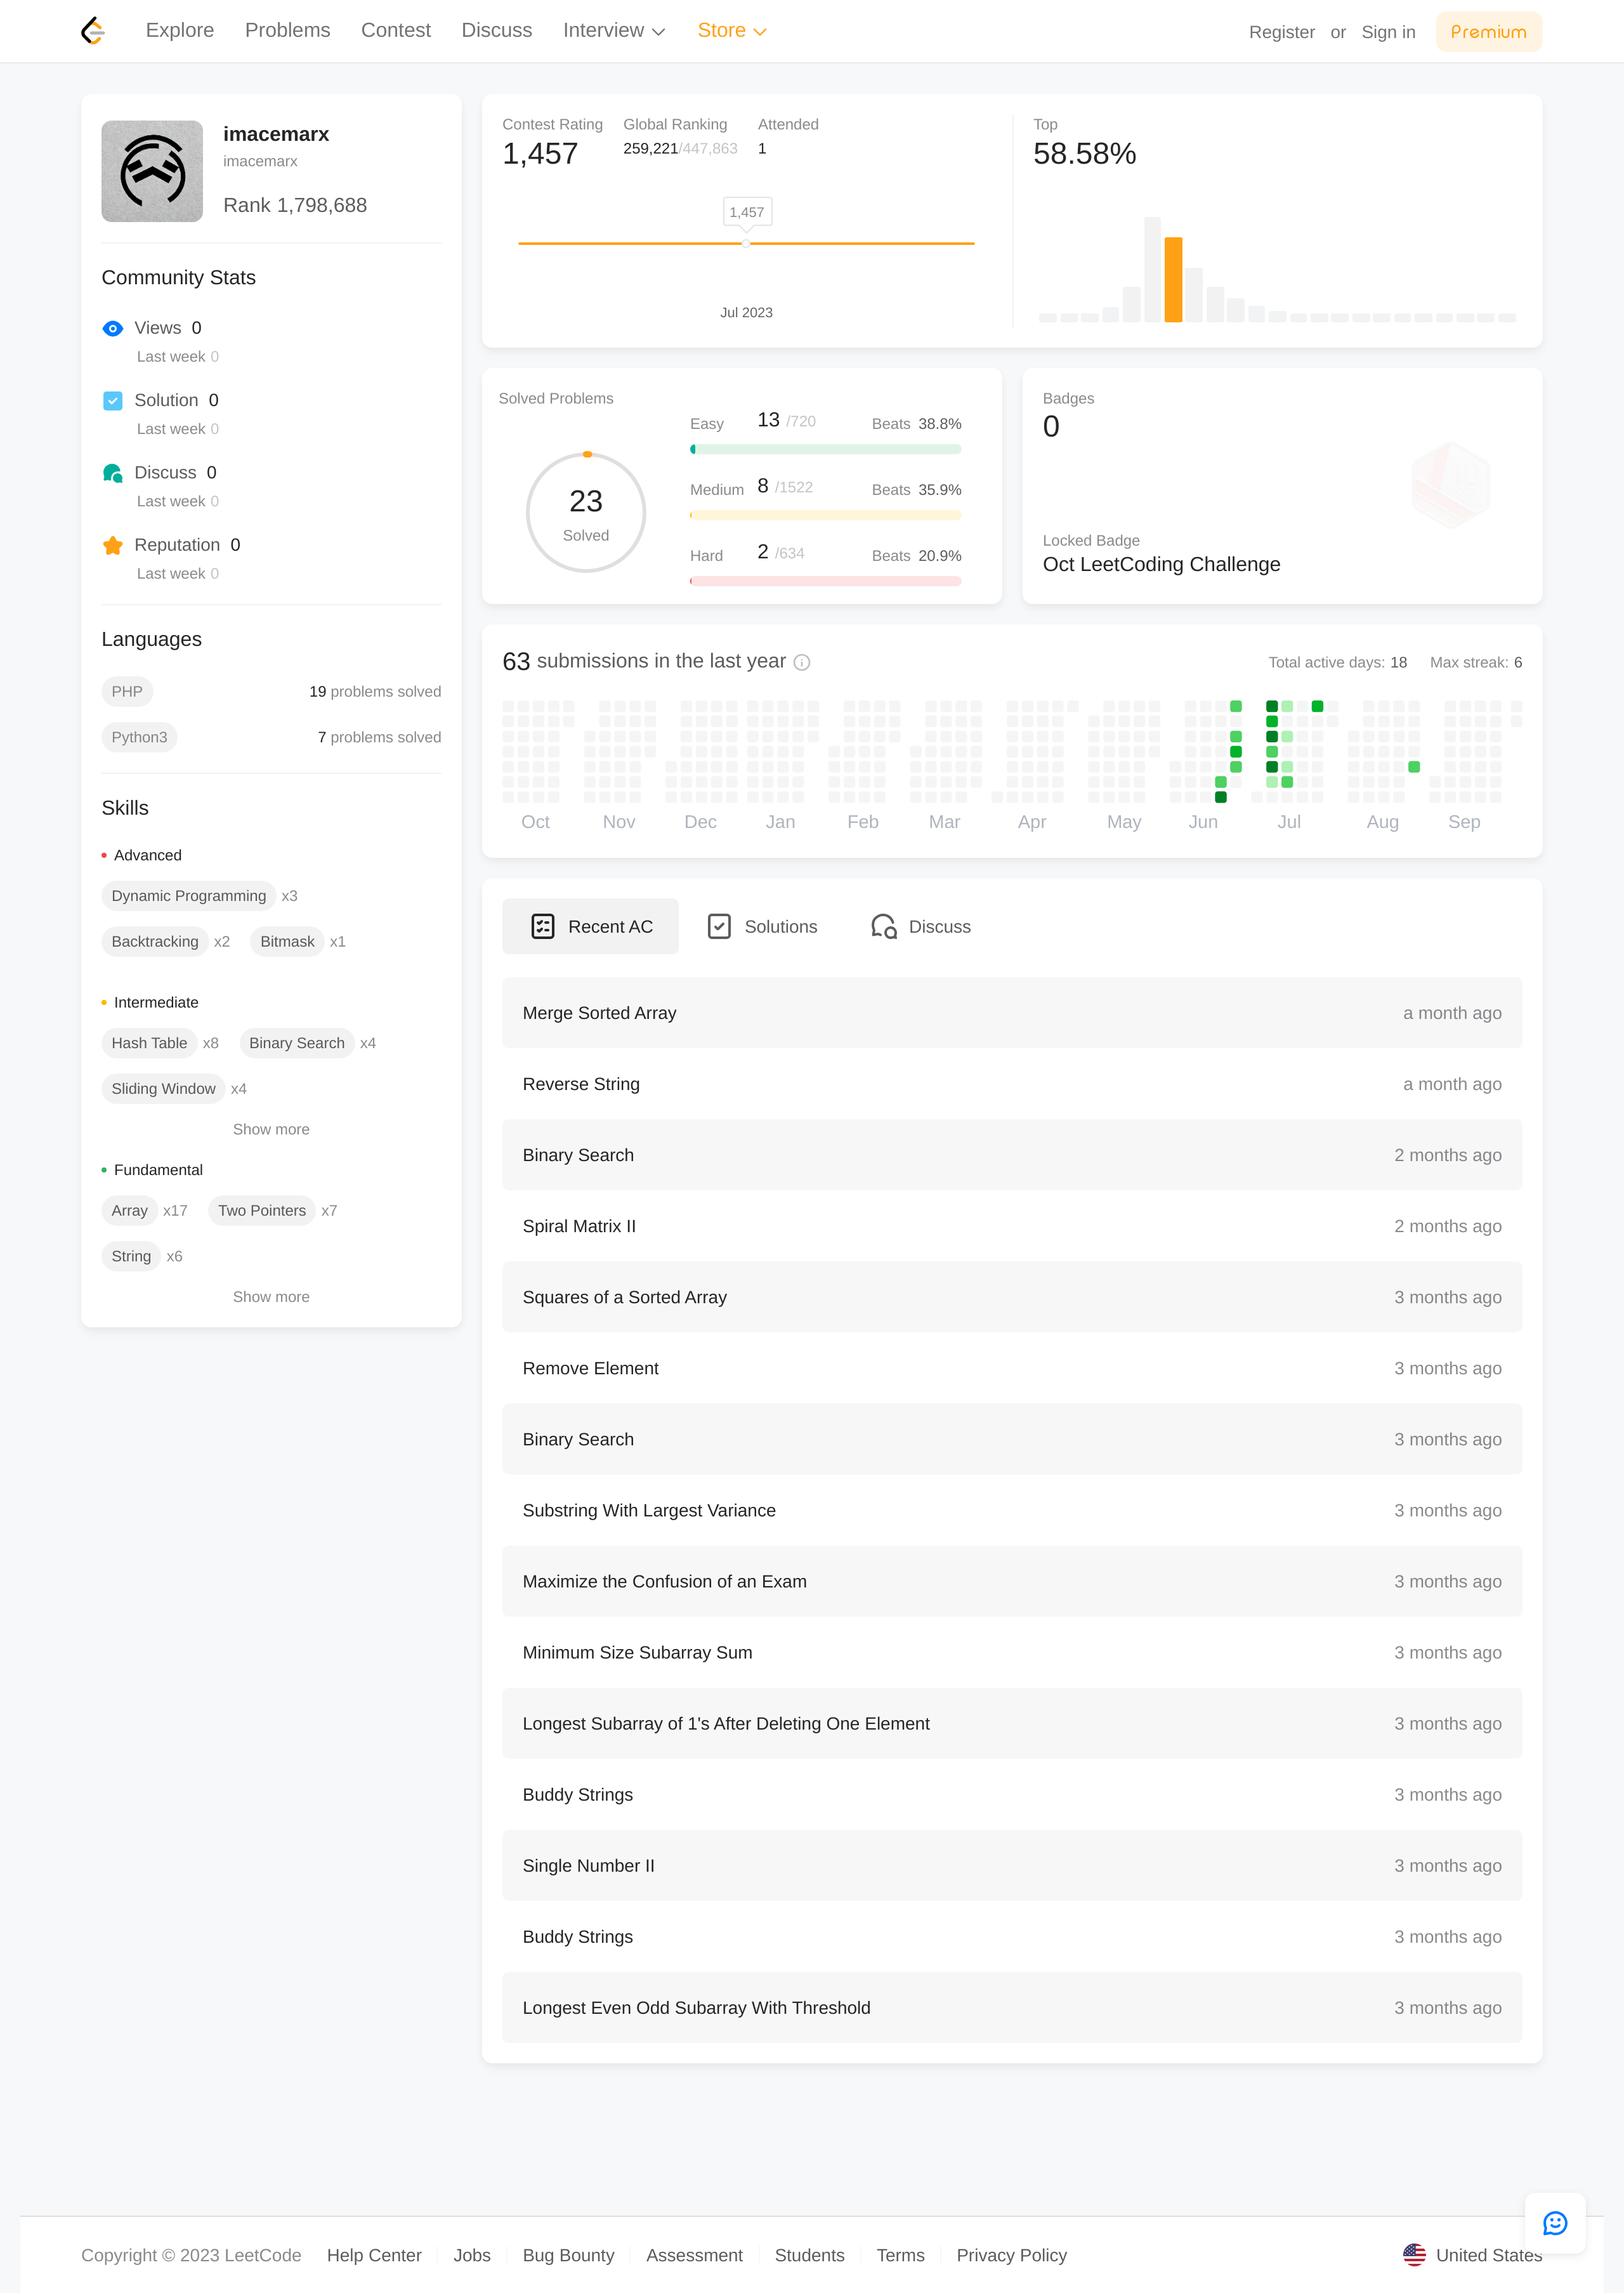 Explore Problems Contest Discuss Interview Store Register or Sign in Premium
imacemarx
imacemarx
Rank 1,798,688
Community Stats
Views 0
Last week 0
Solution 0
Last week 0
Discuss 0
Last week 0
Reputation 0
Last week 0
Languages
PHP 19 problems solved
Python3 7 problems solved
Skills
Advanced
Dynamic Programming x3
Backtracking x2 Bitmask x1
Intermediate
Hash Table x8 Binary Search x4
Sliding Window x4
Show more
Fundamental
Array x17 Two Pointers x7
String x6
Show more
Contest Rating Global Ranking Attended
1,457 259,221/447,863 1
1,457
Jul 2023
Top
58.58%
Solved Problems
23
Solved
Easy 13 /720 Beats 38.8%
Medium 8 /1522 Beats 35.9%
Hard 2 /634 Beats 20.9%
Badges
0
Locked Badge
Oct LeetCoding Challenge
63 submissions in the last year Total active days: 18 Max streak: 6
Oct Nov Dec Jan Feb Mar Apr May Jun Jul Aug Sep
Recent AC Solutions Discuss
Merge Sorted Array a month ago
Reverse String a month ago
Binary Search 2 months ago
Spiral Matrix II 2 months ago
Squares of a Sorted Array 3 months ago
Remove Element 3 months ago
Binary Search 3 months ago
Substring With Largest Variance 3 months ago
Maximize the Confusion of an Exam 3 months ago
Minimum Size Subarray Sum 3 months ago
Longest Subarray of 1's After Deleting One Element 3 months ago
Buddy Strings 3 months ago
Single Number II 3 months ago
Buddy Strings 3 months ago
Longest Even Odd Subarray With Threshold 3 months ago
Copyright © 2023 LeetCode Help Center Jobs Bug Bounty Assessment Students Terms Privacy Policy United States